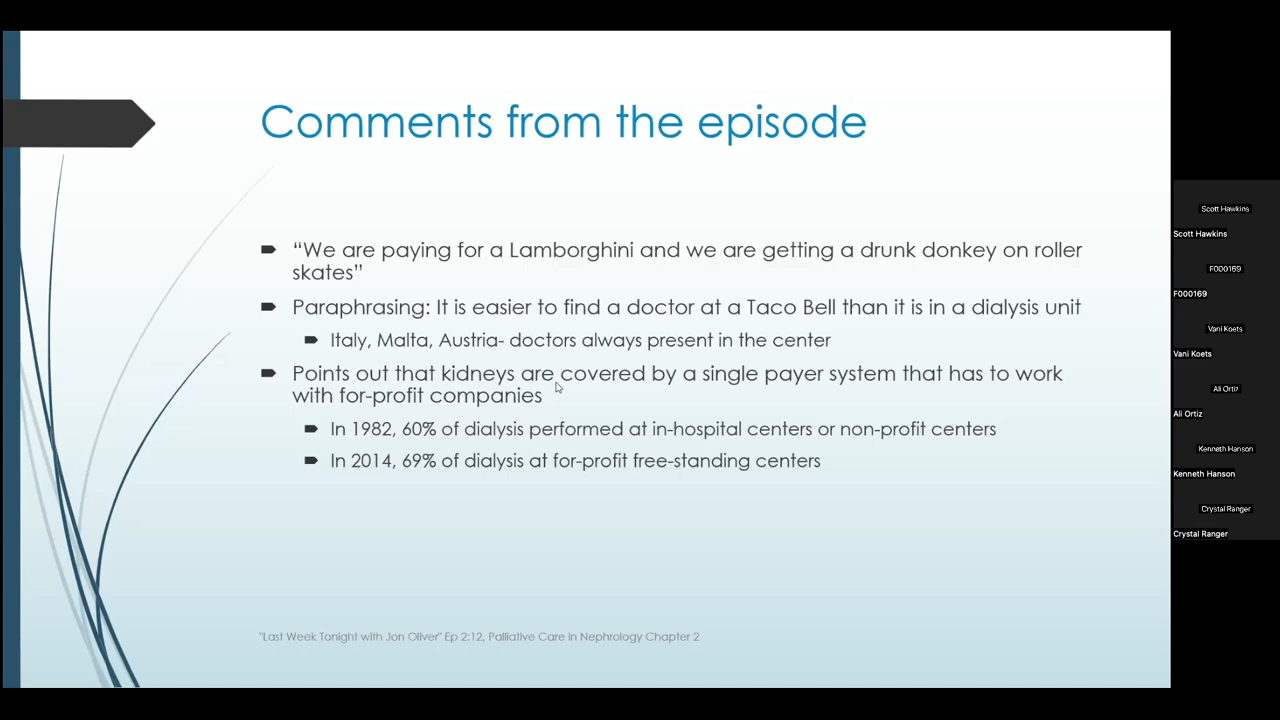 Comments from the episode
“We are paying for a Lamborghini and we are getting a drunk donkey on roller
skates”
Paraphrasing: It is easier to find a doctor at a Taco Bell than it is in a dialysis unit
Italy, Malta, Austria- doctors always present in the center
Points out that kidneys are covered by a single payer system that has to work
with for-profit companies
In 1982, 60% of dialysis performed at in-hospital centers or non-profit centers
In 2014, 69% of dialysis at for-profit free-standing centers
"Last Week Tonight with Jon Oliver" Ep 2:12, Palliative Care in Nephrology Chapter 2
Scott Hawkins
Scott Hawkins
F000169
F000169
Vani Koets
Vani Koets
Ali Ortiz
Ali Ortiz
Kenneth Hanson
Kenneth Hanson
Crystal Ranger
Crystal Ranger